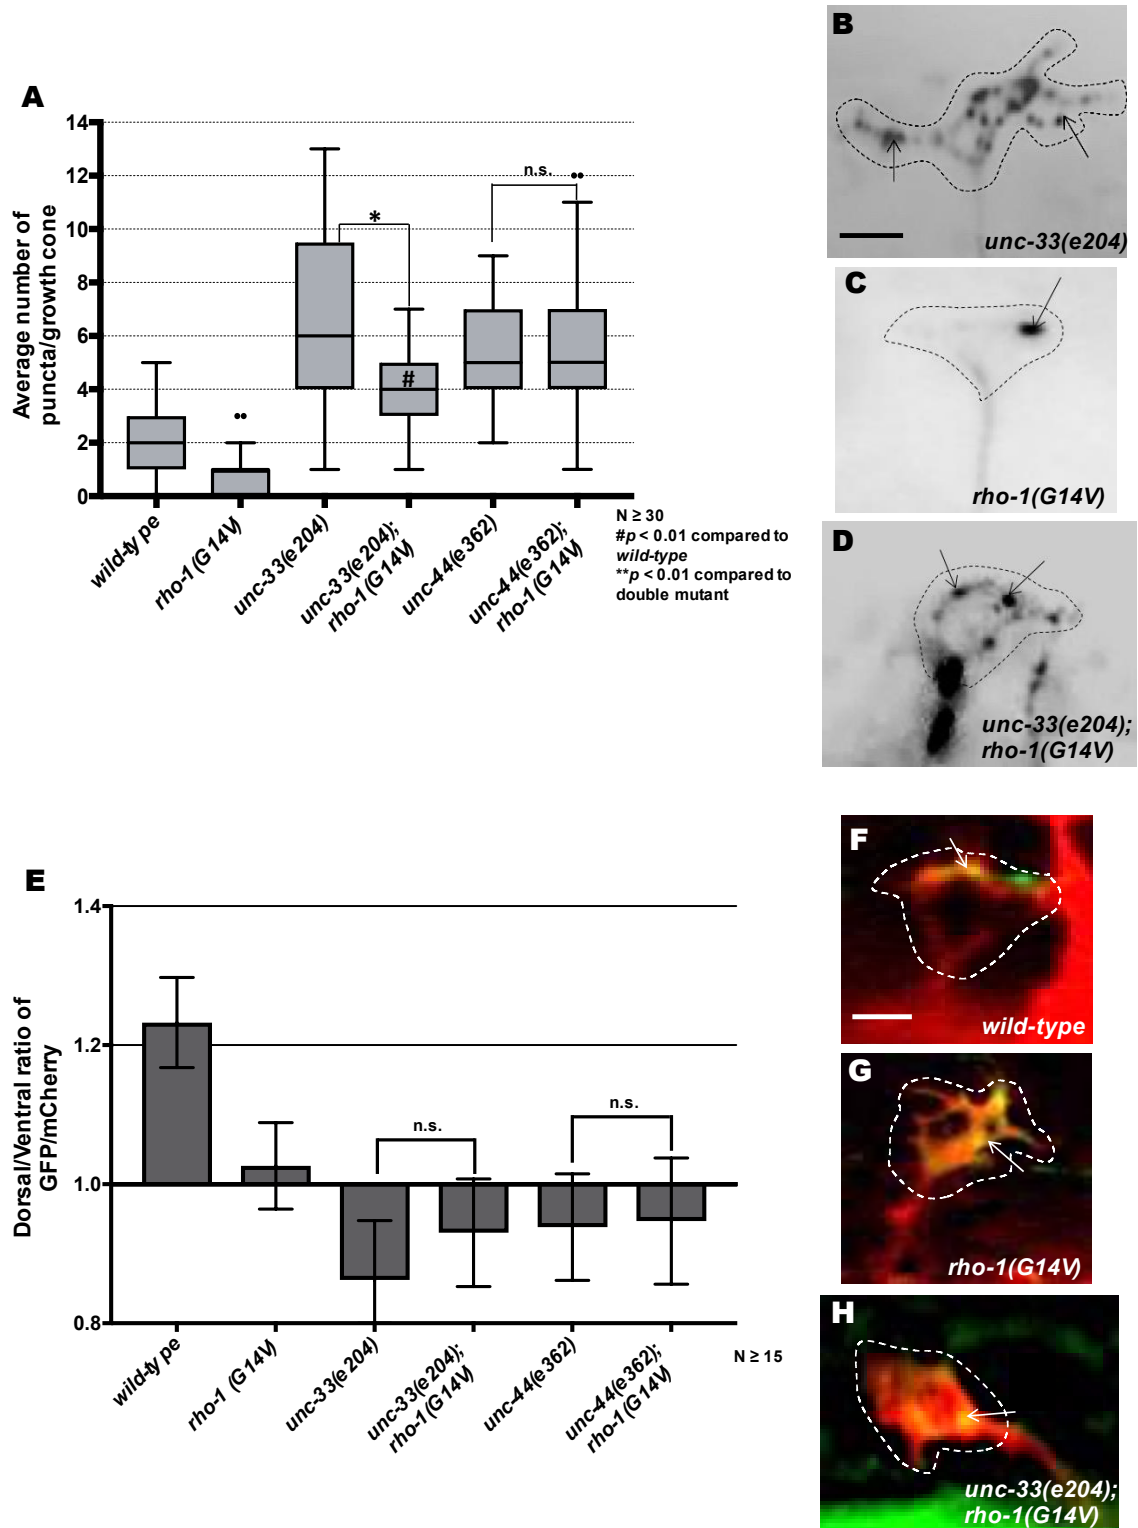 A
Average number of
puncta/growth cone
14
12
10
8
6
4
2
0
*
n.s.
#
wild-type
rho-1(G14V)
unc-33(e204)
unc-33(e204);
rho-1(G14V)
unc-44(e362)
unc-44(e362);
rho-1(G14V)
N ≥ 30
#p < 0.01 compared to
wild-type
**p < 0.01 compared to
double mutant
B
unc-33(e204)
C
rho-1(G14V)
D
unc-33(e204);
rho-1(G14V)
E
Dorsal/Ventral ratio of
GFP/mCherry
1.4
1.2
1.0
0.8
n.s.
n.s.
wild-type
rho-1 (G14V)
unc-33(e204)
unc-33(e204);
rho-1(G14V)
unc-44(e362)
unc-44(e362);
rho-1(G14V)
N ≥ 15
F
wild-type
G
rho-1(G14V)
H
unc-33(e204);
rho-1(G14V)